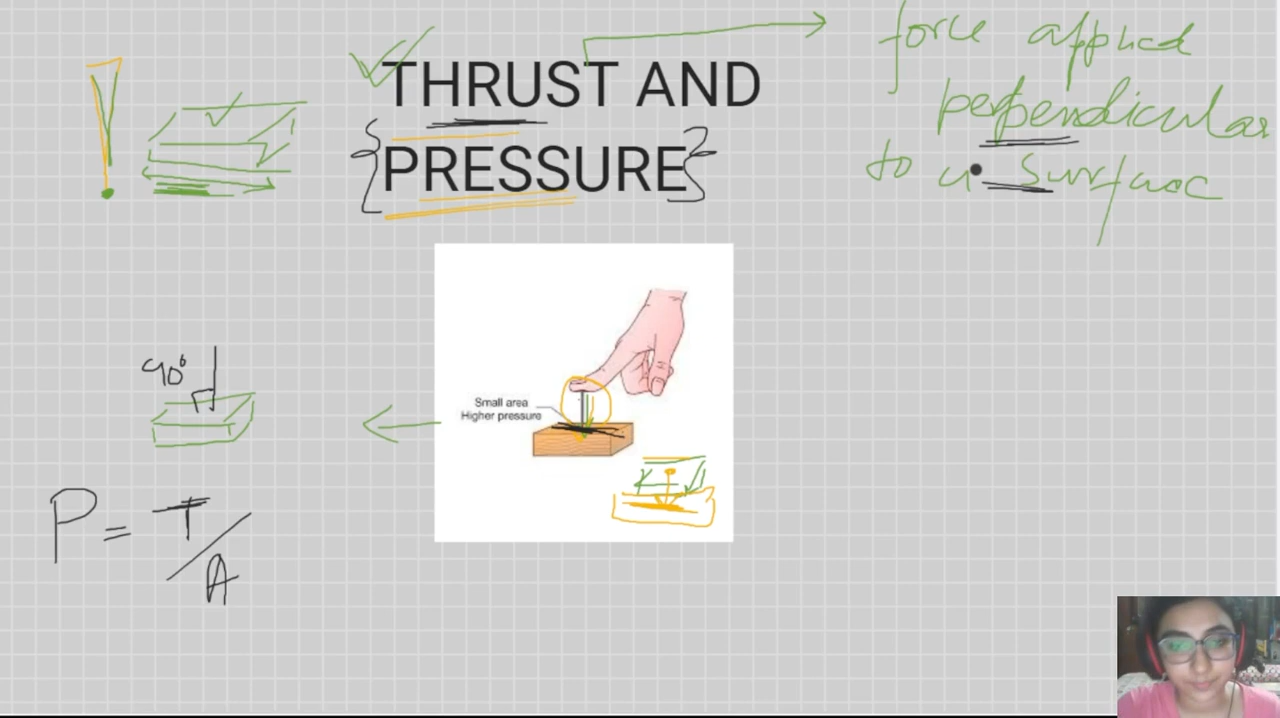 force applied
THRUST AND
perpendicular
PRESSURE
to a surface
90°
Small area
Higher pressure
P = T/A